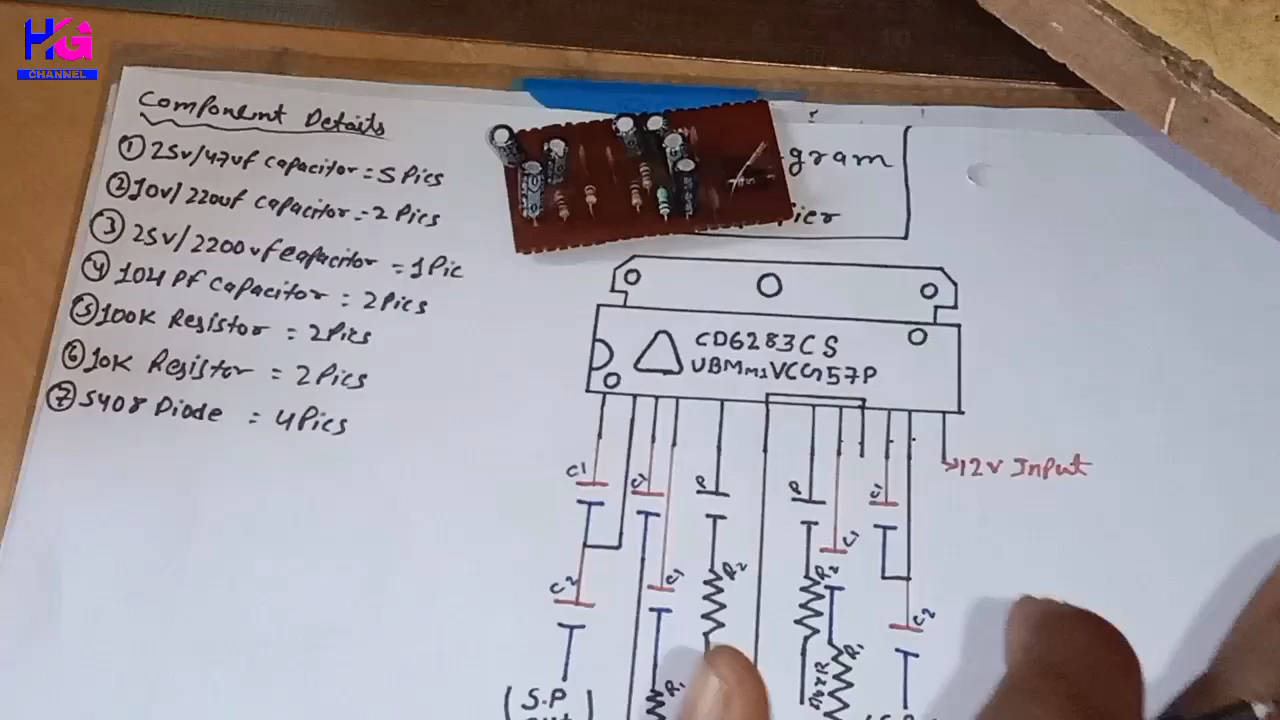 HG
CHANNEL
Component Details
① 25v/47uf capacitor = 5 Pics
② 10v/220uf capacitor = 2 Pics
③ 25v/2200uf capacitor = 1 Pic
④ 104 Pf capacitor = 2 Pics
⑤ 100K Resistor = 2 Pics
⑥ 10K Resistor = 2 Pics
⑦ 5408 Diode = 4 Pics
gram
ier
CD6283CS
VCG57P
12v Input
C1
C1
P
P
C1
C1
C2
C1
R2
R2
C2
R1
R1
(S.P